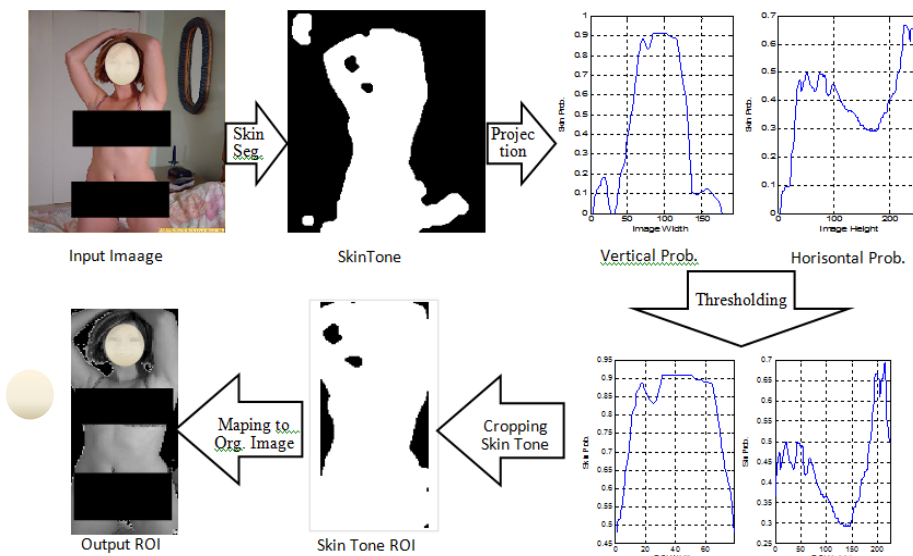 Skin
Seg.
Projec
tion
Input Imaage
SkinTone
Skin Prob.
1
0.9
0.8
0.7
0.6
0.5
0.4
0.3
0.2
0.1
0
0 50 100 150
Image Width
Vertical Prob.
Skin Prob.
0.7
0.6
0.5
0.4
0.3
0.2
0.1
0
0 100 200
Image Height
Horisontal Prob.
Thresholding
Skin Prob.
0.95
0.9
0.85
0.8
0.75
0.7
0.65
0.6
0.55
0.5
0.45
0 20 40 60
Skin Prob.
0.7
0.65
0.6
0.55
0.5
0.45
0.4
0.35
0.3
0.25
0 50 100 150 200
Cropping
Skin Tone
Skin Tone ROI
Maping to
Org. Image
Output ROI